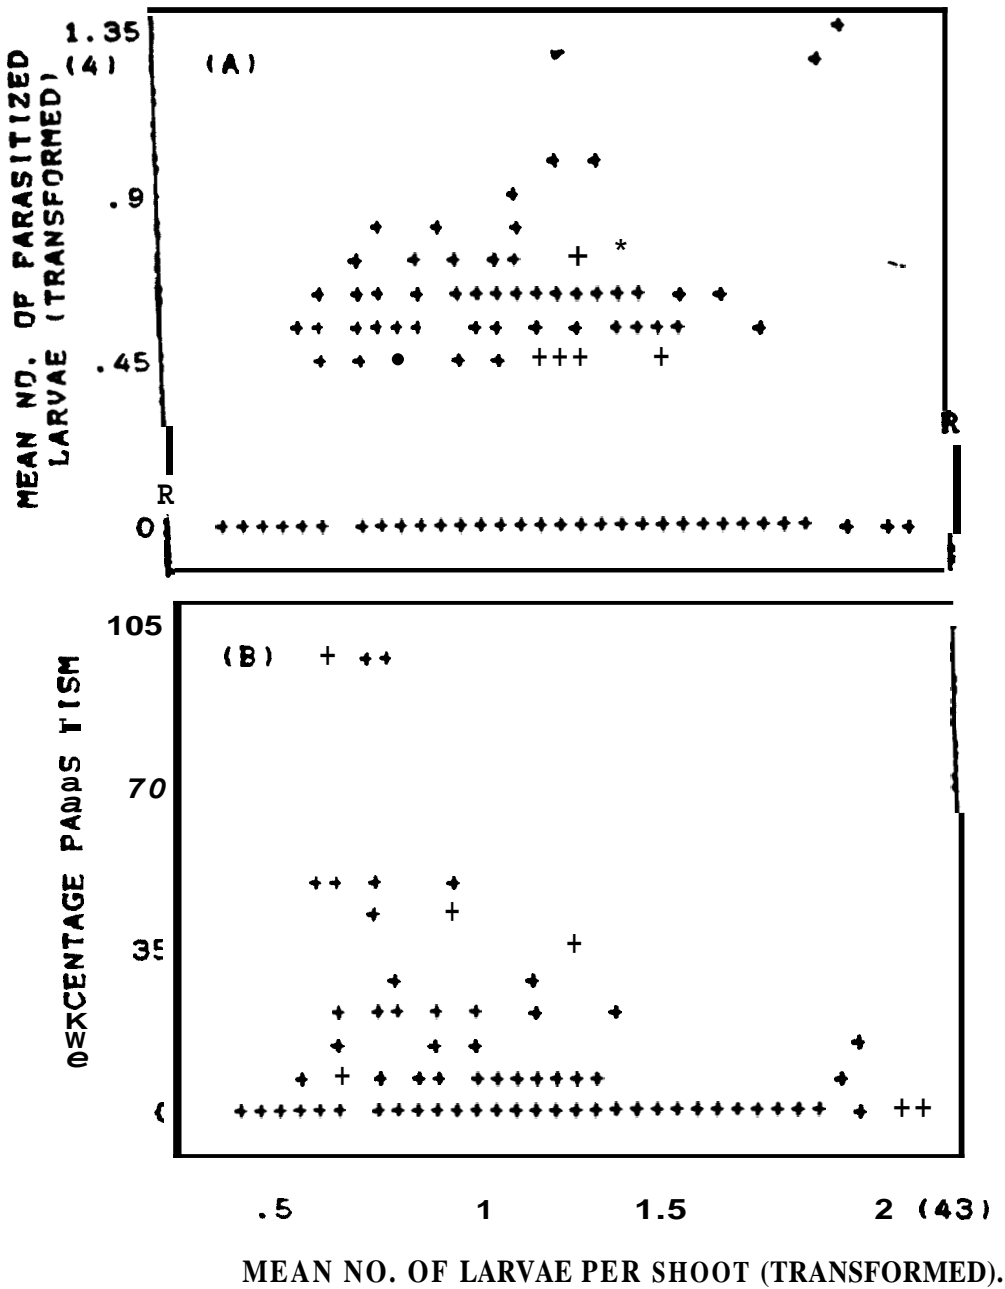 1.35
(4)
(A)
MEAN NO. OF PARASITIZED
LARVAE (TRANSFORMED)
.9
.45
R
R
0
105
(B)
70
35
.5 1 1.5 2 (43)
MEAN NO. OF LARVAE PER SHOOT (TRANSFORMED).